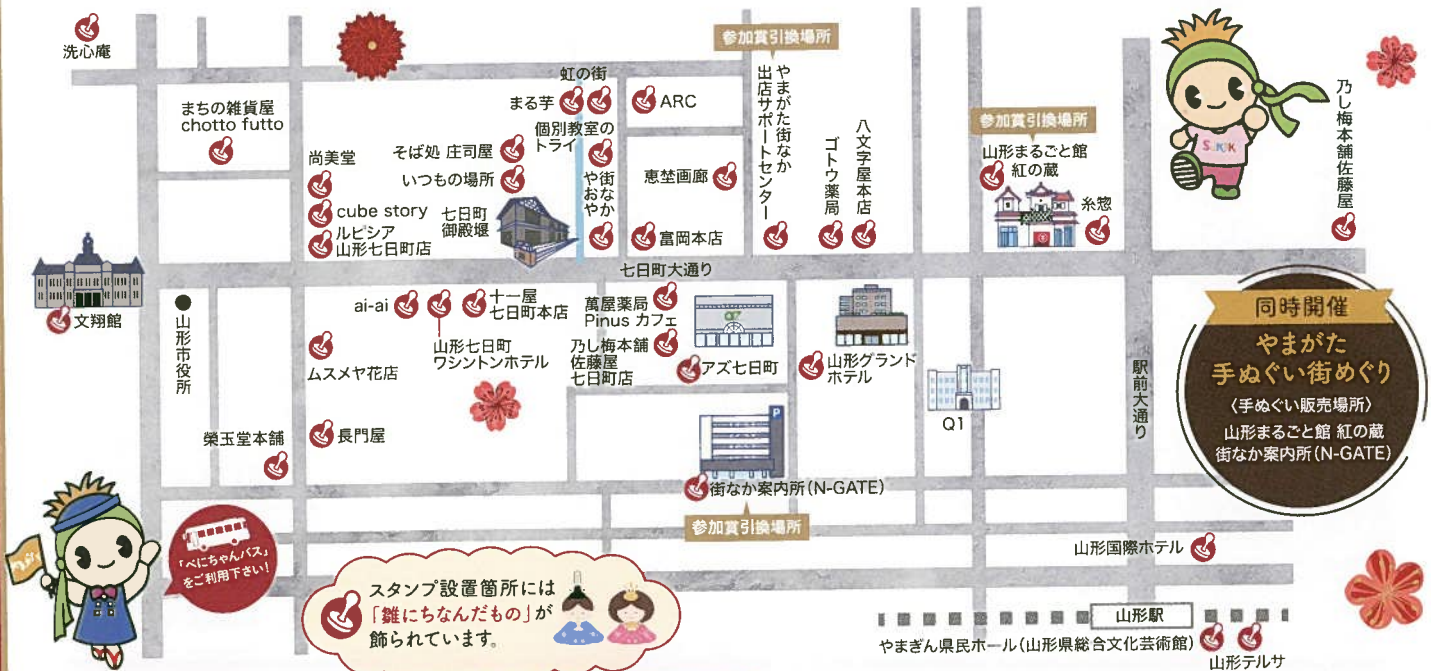 洗心庵
まちの雑貨屋
chotto futto
尚美堂
cube story
ルピシア
山形七日町店
そば処 庄司屋
いつもの場所
七日町
御殿堰
虹の街
まる芋
個別教室の
トライ
街なか
やおや
ARC
恵埜画廊
富岡本店
参加賞引換場所
やまがた街なか
出店サポートセンター
ゴトウ薬局
八文字屋本店
参加賞引換場所
山形まるごと館
紅の蔵
糸惣
乃し梅本舗佐藤屋
七日町大通り
文翔館
山形市役所
ai-ai
山形七日町
ワシントンホテル
十一屋
七日町本店
萬屋薬局
Pinus カフェ
乃し梅本舗
佐藤屋
七日町店
az
アズ七日町
山形グランド
ホテル
Q1
駅前大通り
ムスメヤ花店
長門屋
榮玉堂本舗
P
街なか案内所(N-GATE)
参加賞引換場所
同時開催
やまがた
手ぬぐい街めぐり
〈手ぬぐい販売場所〉
山形まるごと館 紅の蔵
街なか案内所(N-GATE)
「べにちゃんバス」
をご利用下さい!
スタンプ設置箇所には
「雛にちなんだもの」が
飾られています。
山形国際ホテル
山形駅
やまぎん県民ホール(山形県総合文化芸術館)
山形テルサ